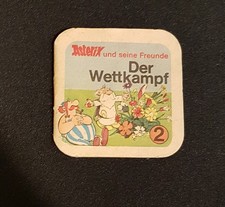 Asterix und seine Freunde
Der
Wettkampf
2